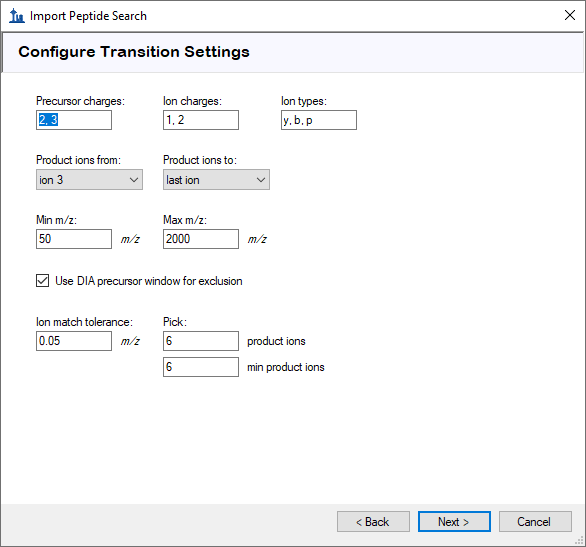 Import Peptide Search
Configure Transition Settings
Precursor charges: Ion charges: Ion types:
2, 3 1, 2 y, b, p
Product ions from: Product ions to:
ion 3 last ion
Min m/z: Max m/z:
50 m/z 2000 m/z
Use DIA precursor window for exclusion
Ion match tolerance: Pick:
0.05 m/z 6 product ions
6 min product ions
< Back Next > Cancel